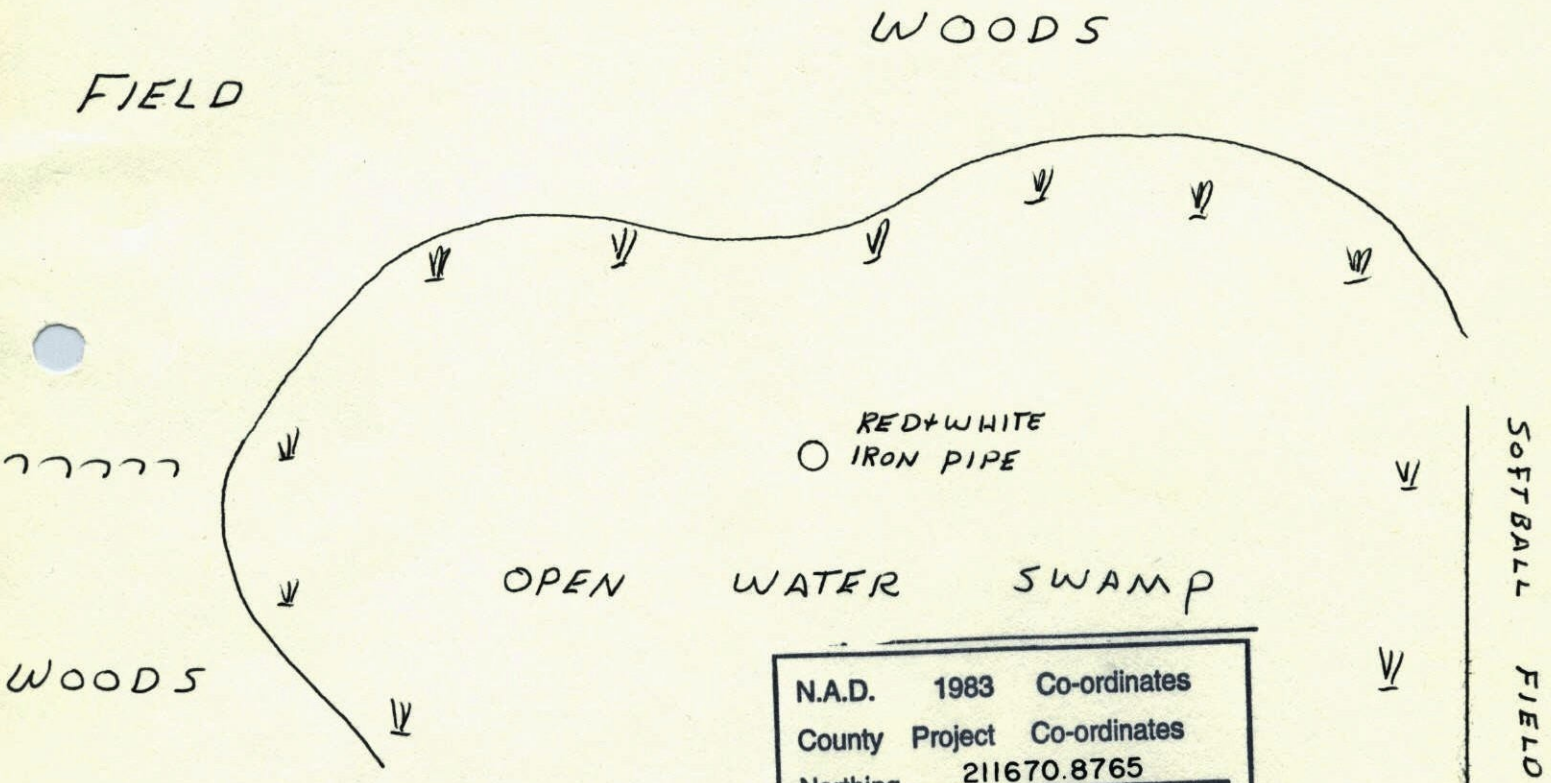 WOODS
FIELD
RED+WHITE
IRON PIPE
OPEN WATER SWAMP
WOODS
SOFTBALL FIELD
N.A.D. 1983 Co-ordinates
County Project Co-ordinates
Northing 211670.8765